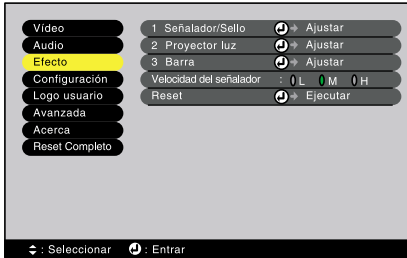 Vídeo
Audio
Efecto
Configuración
Logo usuario
Avanzada
Acerca
Reset Completo
1 Señalador/Sello Ajustar
2 Proyector luz Ajustar
3 Barra Ajustar
Velocidad del señalador : L M H
Reset Ejecutar
: Seleccionar : Entrar